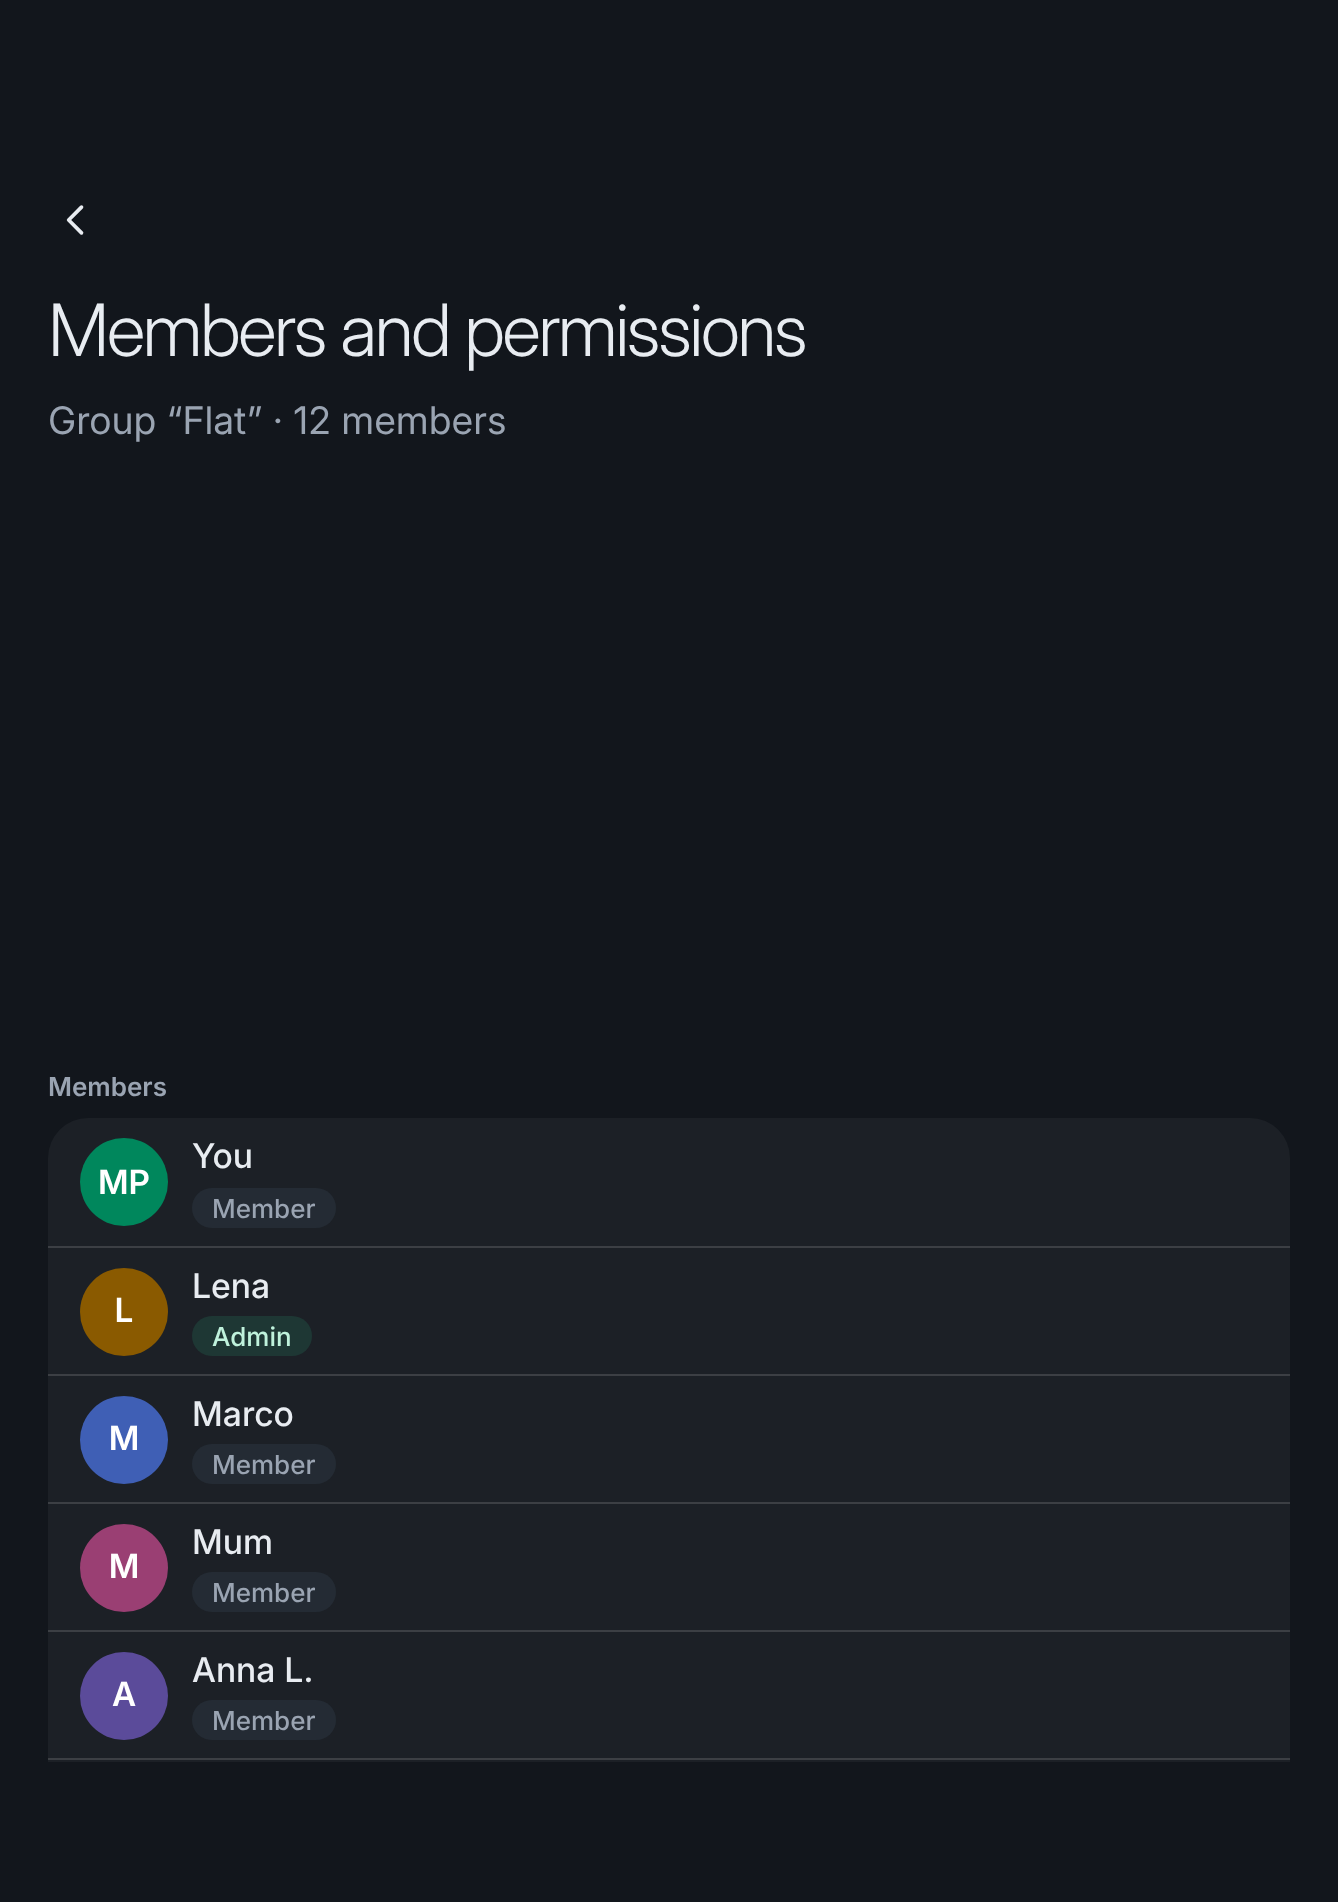 Members and permissions
Group “Flat” · 12 members
Members
MP
You
Member
L
Lena
Admin
M
Marco
Member
M
Mum
Member
A
Anna L.
Member